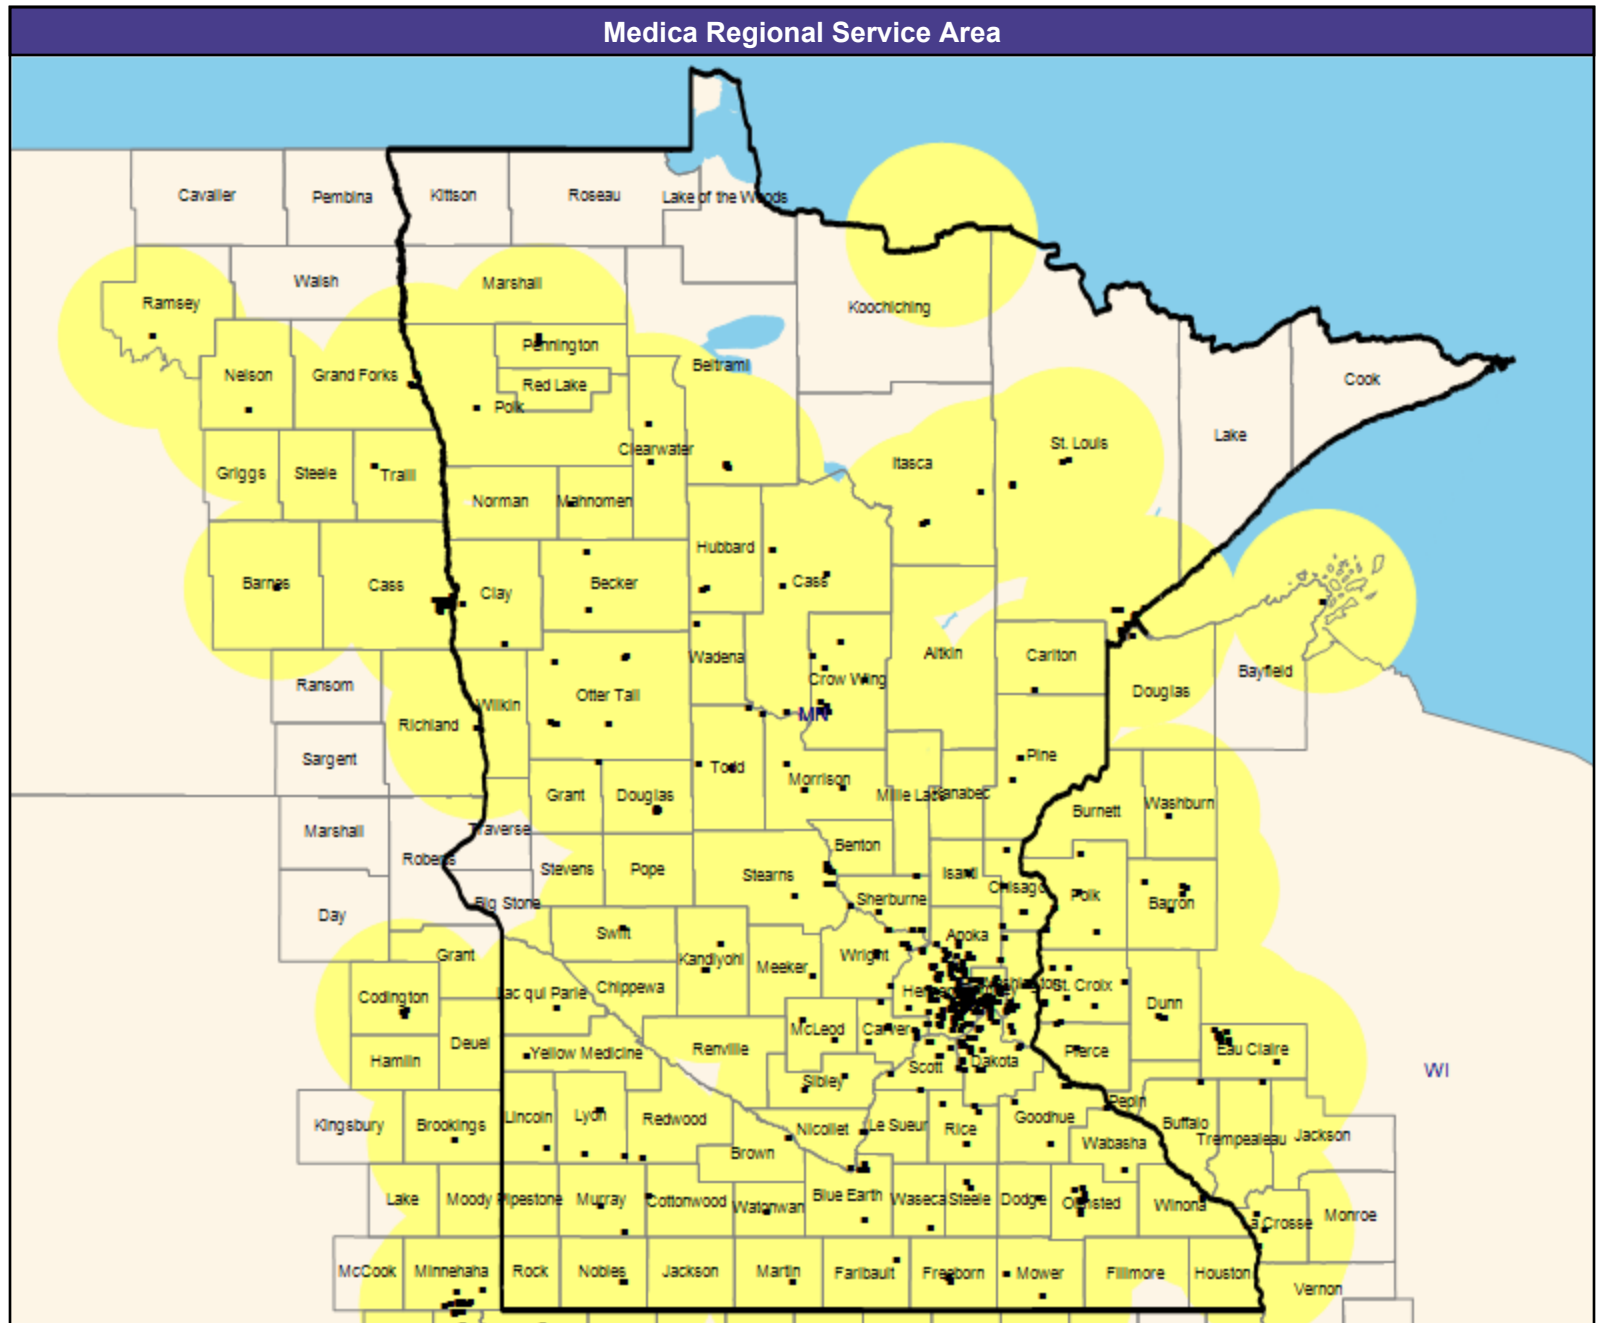 Medica Regional Service Area
Cavalier
Pembina
Kittson
Roseau
Lake of the Woods
Ramsey
Walsh
Marshall
Koochiching
Nelson
Grand Forks
Pennington
Red Lake
Polk
Beltrami
Cook
Clearwater
Griggs
Steele
Traill
Itasca
St. Louis
Lake
Norman
Mahnomen
Hubbard
Barnes
Cass
Clay
Becker
Cass
Ransom
Richland
Wilkin
Otter Tail
Wadena
Crow Wing
Aitkin
Carlton
Douglas
Bayfield
MN
Sargent
Grant
Douglas
Todd
Morrison
Mille Lacs
Kanabec
Pine
Burnett
Washburn
Marshall
Roberts
Traverse
Stevens
Pope
Stearns
Benton
Isanti
Chisago
Polk
Barron
Day
Big Stone
Swift
Sherburne
Anoka
Grant
Kandiyohi
Meeker
Wright
Codington
Lac qui Parle
Chippewa
Hennepin
Ramsey
Washington
St. Croix
Dunn
Hamlin
Deuel
Yellow Medicine
Renville
McLeod
Carver
Scott
Dakota
Pierce
Eau Claire
WI
Sibley
Kingsbury
Brookings
Lincoln
Lyon
Redwood
Brown
Nicollet
Le Sueur
Rice
Goodhue
Wabasha
Pepin
Buffalo
Trempealeau
Jackson
Lake
Moody
Pipestone
Murray
Cottonwood
Watonwan
Blue Earth
Waseca
Steele
Dodge
Olmsted
Winona
La Crosse
Monroe
McCook
Minnehaha
Rock
Nobles
Jackson
Martin
Faribault
Freeborn
Mower
Fillmore
Houston
Vernon